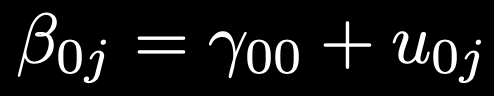 β₀ⱼ = γ₀₀ + u₀ⱼ